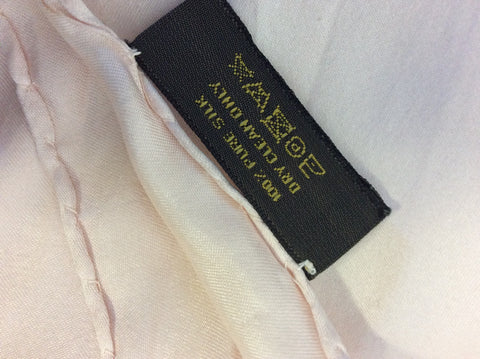 100% PURE SILK
DRY CLEAN ONLY